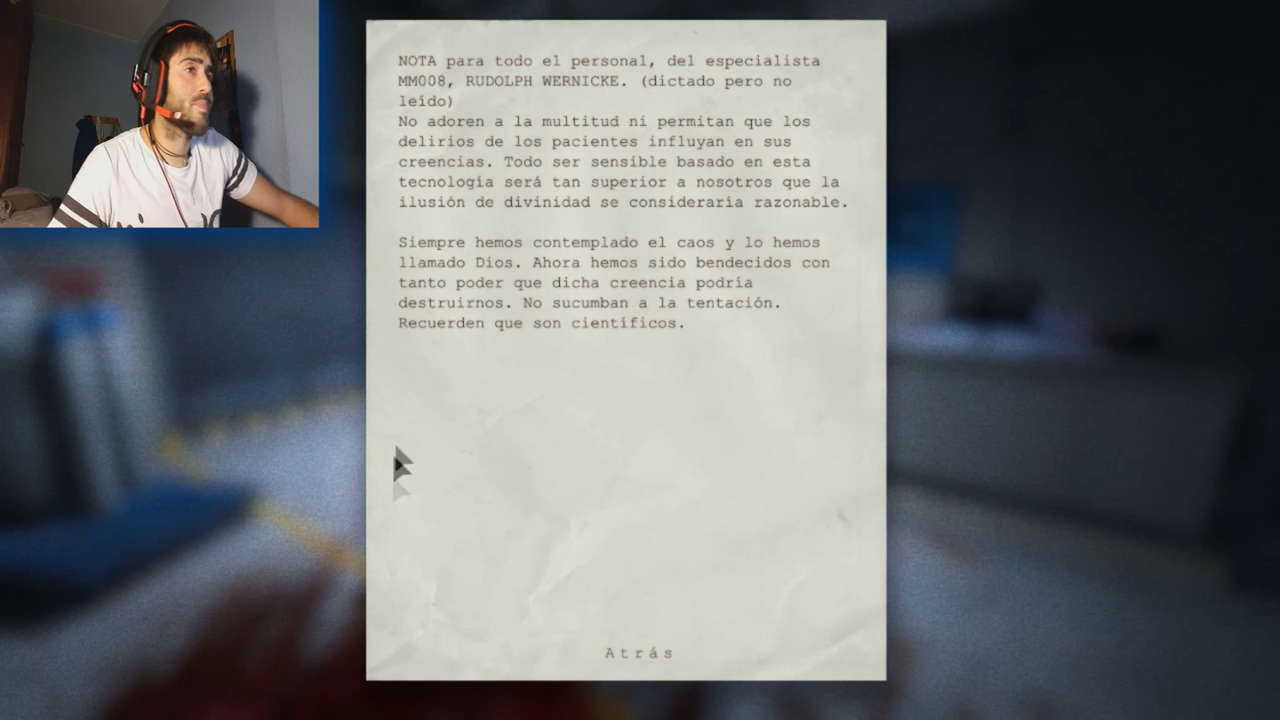 NOTA para todo el personal, del especialista
MM008, RUDOLPH WERNICKE. (dictado pero no
leído)
No adoren a la multitud ni permitan que los
delirios de los pacientes influyan en sus
creencias. Todo ser sensible basado en esta
tecnología será tan superior a nosotros que la
ilusión de divinidad se consideraría razonable.
Siempre hemos contemplado el caos y lo hemos
llamado Dios. Ahora hemos sido bendecidos con
tanto poder que dicha creencia podría
destruirnos. No sucumban a la tentación.
Recuerden que son científicos.
Atrás